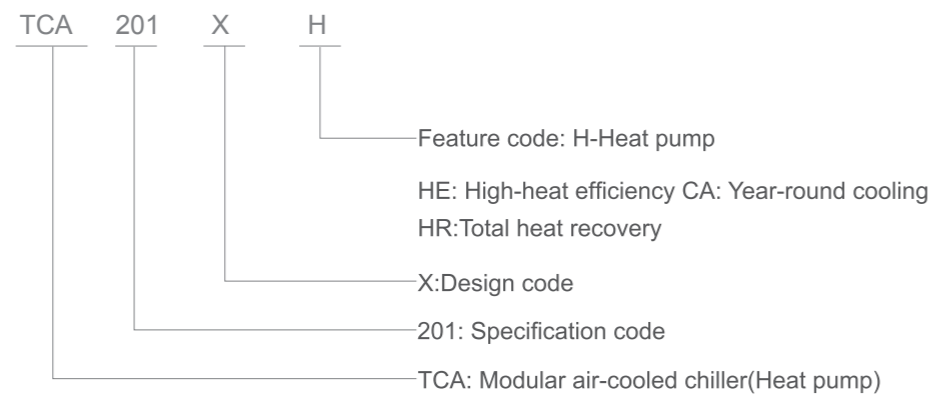 TCA 201 X H
Feature code: H-Heat pump
HE: High-heat efficiency CA: Year-round cooling
HR:Total heat recovery
X:Design code
201: Specification code
TCA: Modular air-cooled chiller(Heat pump)